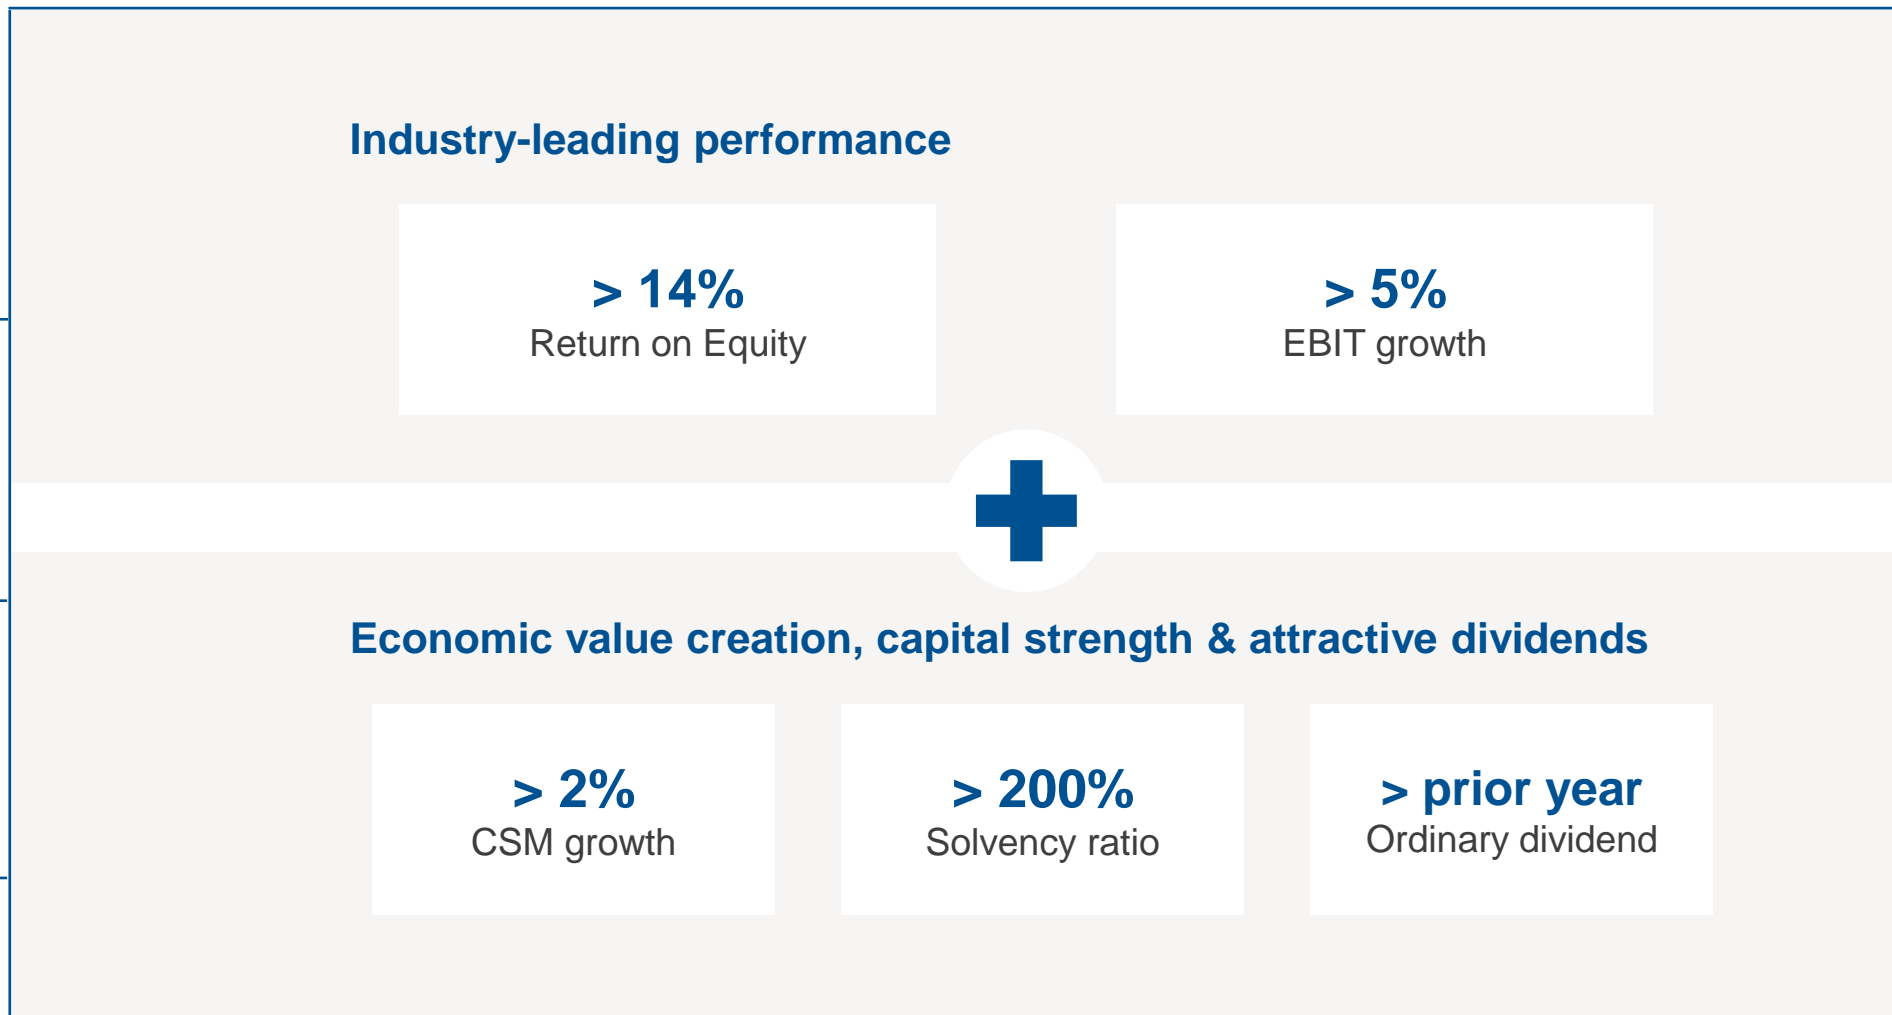 Industry-leading performance
> 14%
Return on Equity
> 5%
EBIT growth
Economic value creation, capital strength & attractive dividends
> 2%
CSM growth
> 200%
Solvency ratio
> prior year
Ordinary dividend